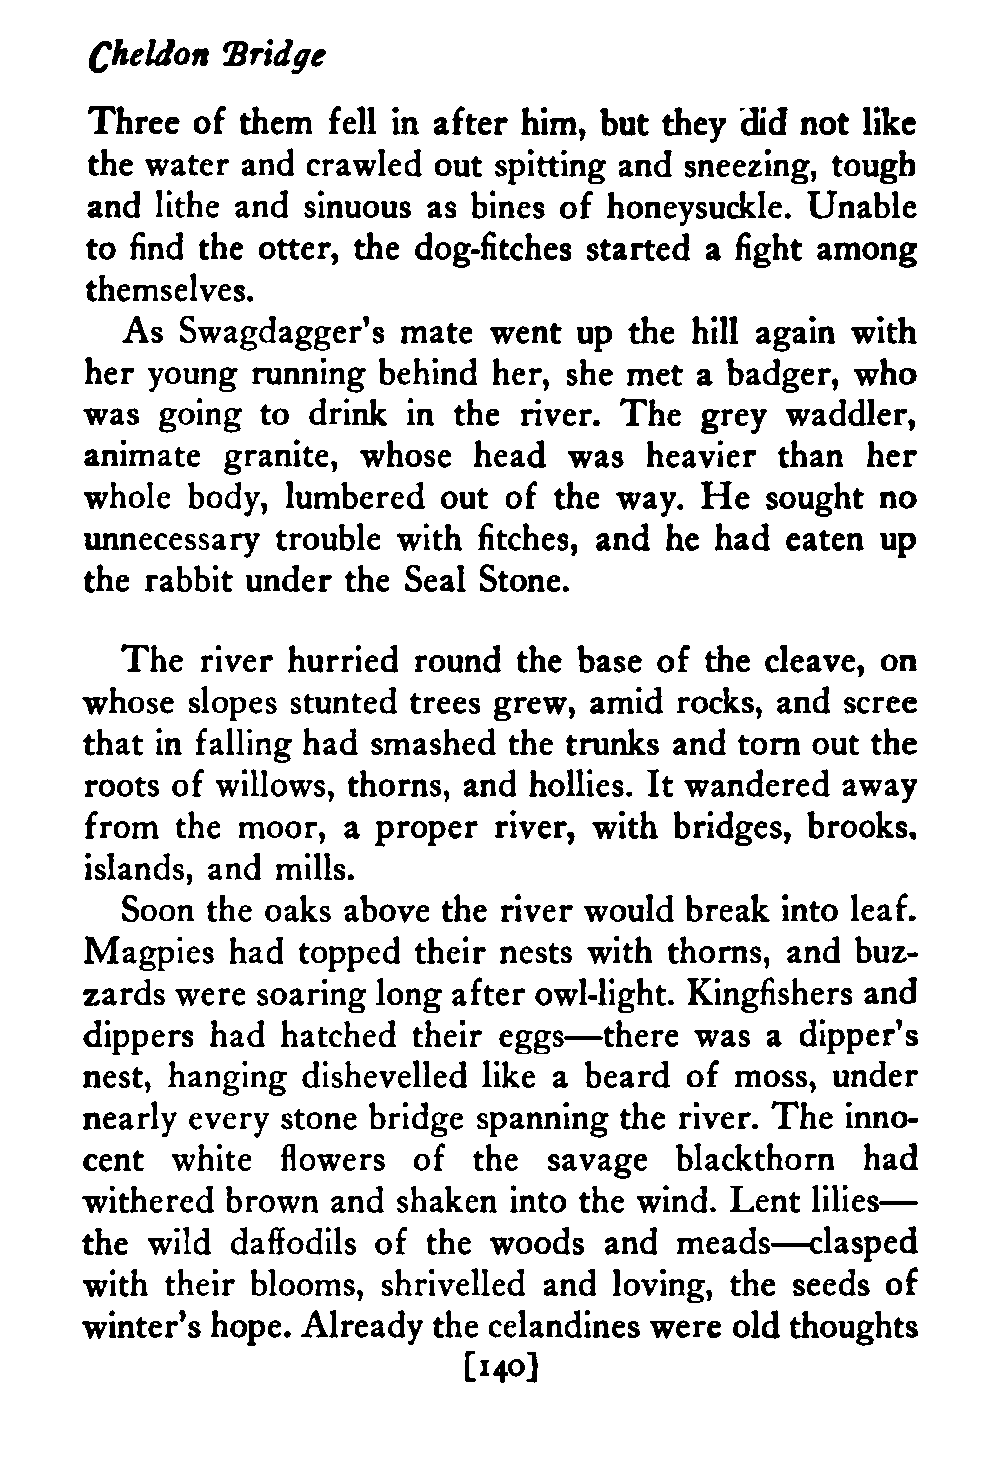 Cheldon Bridge
Three of them fell in after him, but they did not like
the water and crawled out spitting and sneezing, tough
and lithe and sinuous as bines of honeysuckle. Unable
to find the otter, the dog-fitches started a fight among
themselves.
As Swagdagger's mate went up the hill again with
her young running behind her, she met a badger, who
was going to drink in the river. The grey waddler,
animate granite, whose head was heavier than her
whole body, lumbered out of the way. He sought no
unnecessary trouble with fitches, and he had eaten up
the rabbit under the Seal Stone.
The river hurried round the base of the cleave, on
whose slopes stunted trees grew, amid rocks, and scree
that in falling had smashed the trunks and torn out the
roots of willows, thorns, and hollies. It wandered away
from the moor, a proper river, with bridges, brooks,
islands, and mills.
Soon the oaks above the river would break into leaf.
Magpies had topped their nests with thorns, and buz-
zards were soaring long after owl-light. Kingfishers and
dippers had hatched their eggs—there was a dipper's
nest, hanging dishevelled like a beard of moss, under
nearly every stone bridge spanning the river. The inno-
cent white flowers of the savage blackthorn had
withered brown and shaken into the wind. Lent lilies—
the wild daffodils of the woods and meads—clasped
with their blooms, shrivelled and loving, the seeds of
winter's hope. Already the celandines were old thoughts
[140]